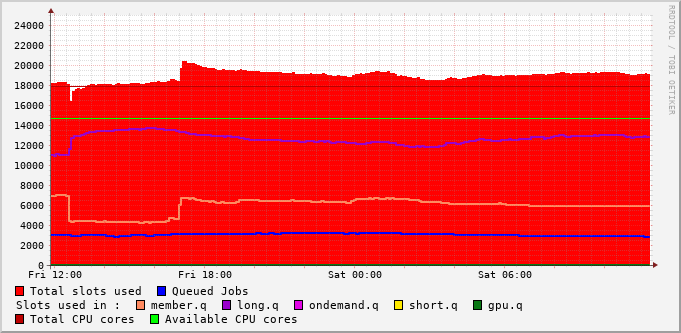 24000
22000
20000
18000
16000
14000
12000
10000
8000
6000
4000
2000
0
Fri 12:00 Fri 18:00 Sat 00:00 Sat 06:00
Total slots used Queued Jobs
Slots used in : member.q long.q ondemand.q short.q gpu.q
Total CPU cores Available CPU cores
RRDTOOL / TOBI OETIKER